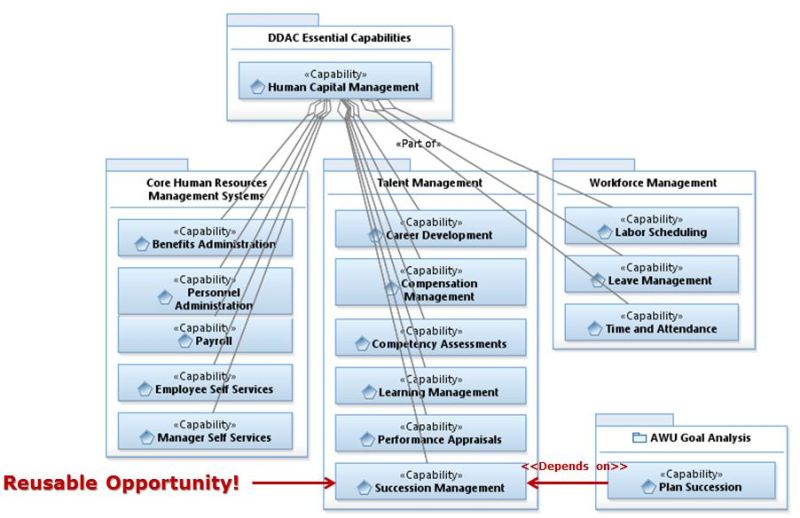 DDAC Essential Capabilities
«Capability»
Human Capital Management
«Part of»
Core Human Resources
Management Systems
«Capability»
Benefits Administration
«Capability»
Personnel
Administration
«Capability»
Payroll
«Capability»
Employee Self Services
«Capability»
Manager Self Services
Talent Management
«Capability»
Career Development
«Capability»
Compensation
Management
«Capability»
Competency Assessments
«Capability»
Learning Management
«Capability»
Performance Appraisals
«Capability»
Succession Management
Workforce Management
«Capability»
Labor Scheduling
«Capability»
Leave Management
«Capability»
Time and Attendance
AWU Goal Analysis
«Capability»
Plan Succession
<<Depends on>>
Reusable Opportunity!